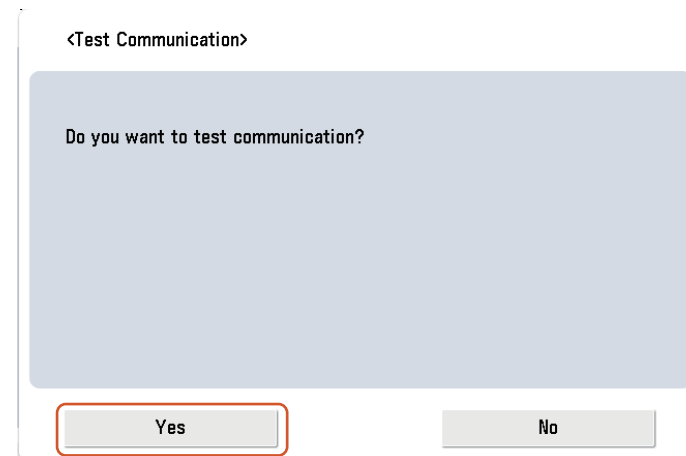 <Test Communication>
Do you want to test communication?
Yes
No